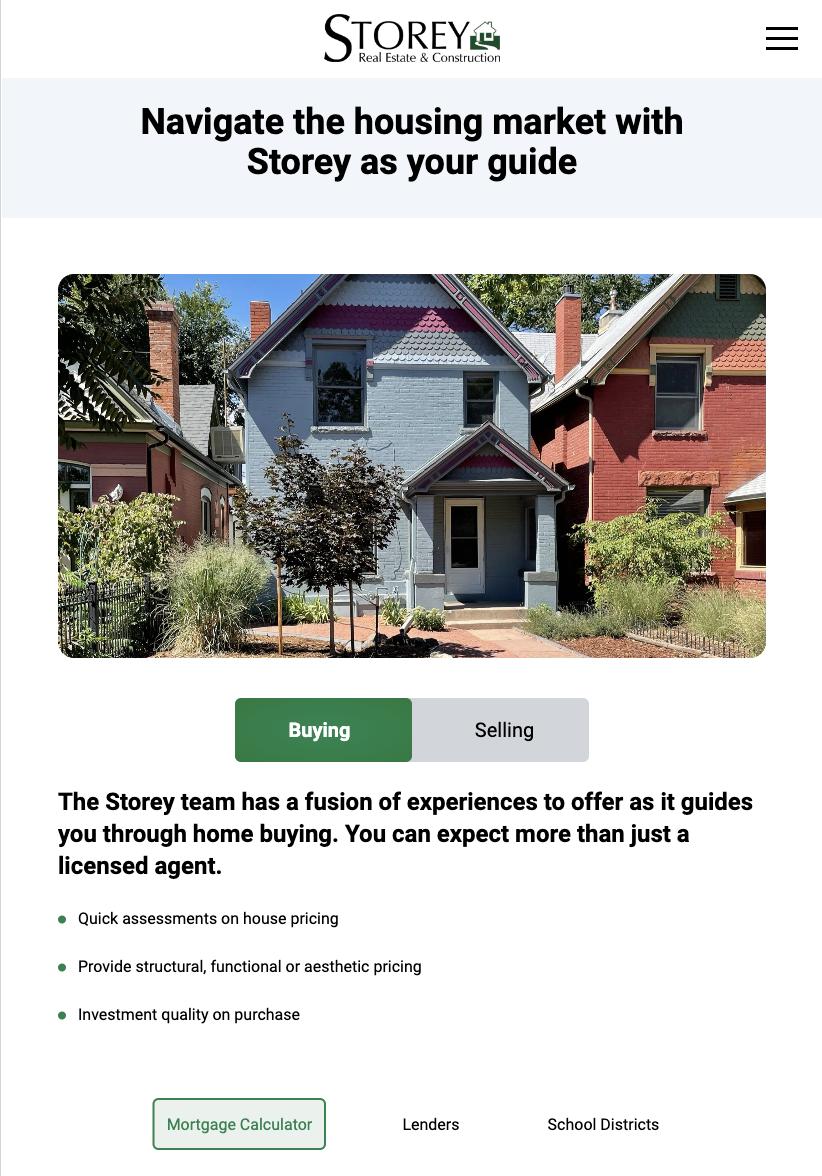 STOREY
Real Estate & Construction
Navigate the housing market with
Storey as your guide
Buying
Selling
The Storey team has a fusion of experiences to offer as it guides
you through home buying. You can expect more than just a
licensed agent.
Quick assessments on house pricing
Provide structural, functional or aesthetic pricing
Investment quality on purchase
Mortgage Calculator
Lenders
School Districts